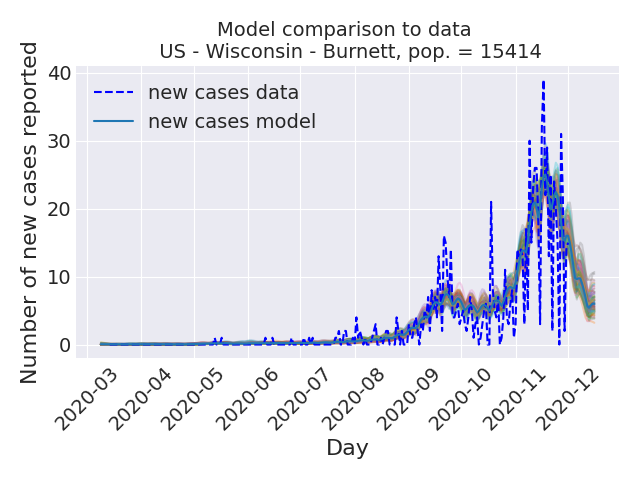 Model comparison to data
US - Wisconsin - Burnett, pop. = 15414
Number of new cases reported
40
30
20
10
0
new cases data
new cases model
2020-03
2020-04
2020-05
2020-06
2020-07
2020-08
2020-09
2020-10
2020-11
2020-12
Day